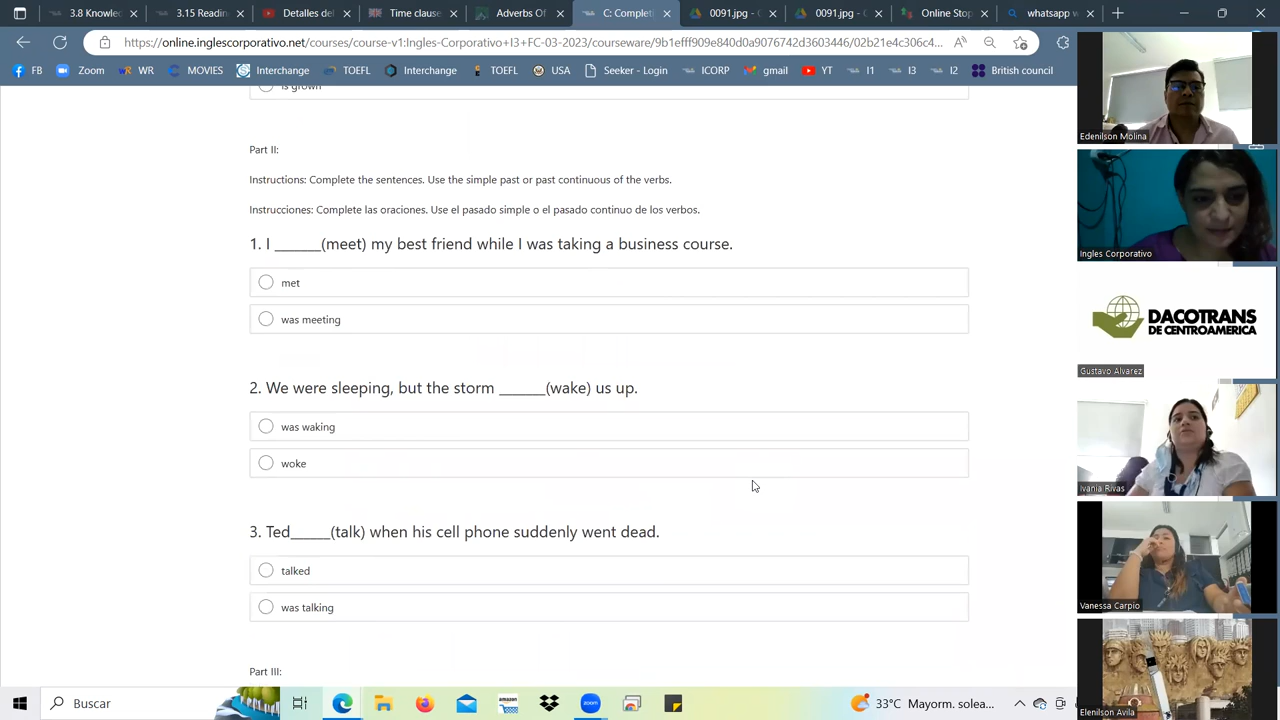 3.8 Knowled
3.15 Readin
Detalles del
Time clause
Adverbs Of
C: Completi
0091.jpg - G
0091.jpg - G
Online Stop
whatsapp w
https://online.inglescorporativo.net/courses/course-v1:Ingles-Corporativo+I3+FC-03-2023/courseware/9b1efff909e840d0a9076742d3603446/02b21e4c306c4...
FB
Zoom
WR
MOVIES
Interchange
TOEFL
Interchange
TOEFL
USA
Seeker - Login
ICORP
gmail
YT
I1
I3
I2
British council
is grown
Part II:
Instructions: Complete the sentences. Use the simple past or past continuous of the verbs.
Instrucciones: Complete las oraciones. Use el pasado simple o el pasado continuo de los verbos.
1. I ______(meet) my best friend while I was taking a business course.
met
was meeting
2. We were sleeping, but the storm ______(wake) us up.
was waking
woke
3. Ted_____(talk) when his cell phone suddenly went dead.
talked
was talking
Part III:
Edenilson Molina
Ingles Corporativo
DACOTRANS
DE CENTROAMERICA
Gustavo Alvarez
Ivania Rivas
Vanessa Carpio
Elenilson Avila
Buscar
amazon
zoom
33°C Mayorm. solea...